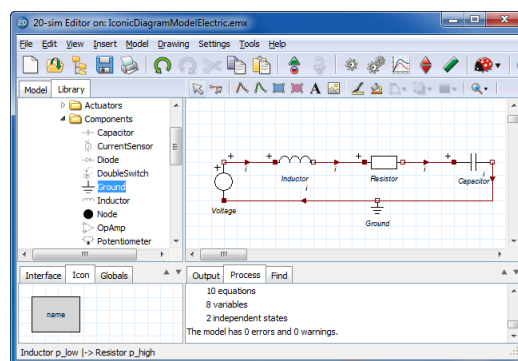 20 20-sim Editor on: IconicDiagramModelElectric.emx
File Edit View Insert Model Drawing Settings Tools Help
Model Library
Actuators
Components
Capacitor
CurrentSensor
Diode
DoubleSwitch
Ground
Inductor
Node
OpAmp
Potentiometer
A
+ + + +
i i i i
Inductor Resistor Capacitor
i
Voltage
Ground
Interface Icon Globals
name
Output Process Find
10 equations
8 variables
2 independent states
The model has 0 errors and 0 warnings.
Inductor p_low |-> Resistor p_high